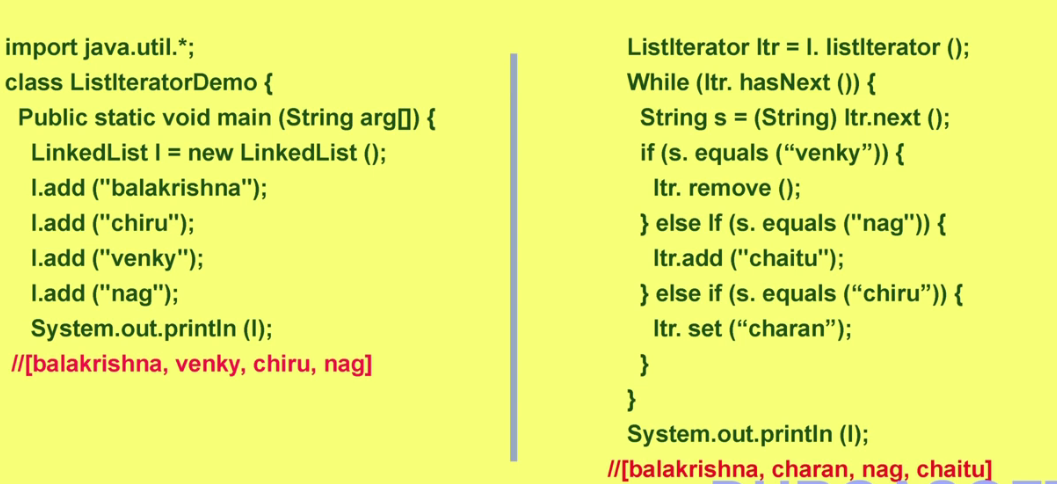 import java.util.*;
class ListIteratorDemo {
Public static void main (String arg[]) {
LinkedList l = new LinkedList ();
l.add ("balakrishna");
l.add ("chiru");
l.add ("venky");
l.add ("nag");
System.out.println (l);
//[balakrishna, venky, chiru, nag]
ListIterator ltr = l. listIterator ();
While (ltr. hasNext ()) {
String s = (String) ltr.next ();
if (s. equals (“venky”)) {
ltr. remove ();
} else If (s. equals ("nag")) {
ltr.add ("chaitu");
} else if (s. equals (“chiru”)) {
ltr. set (“charan”);
}
}
System.out.println (l);
//[balakrishna, charan, nag, chaitu]